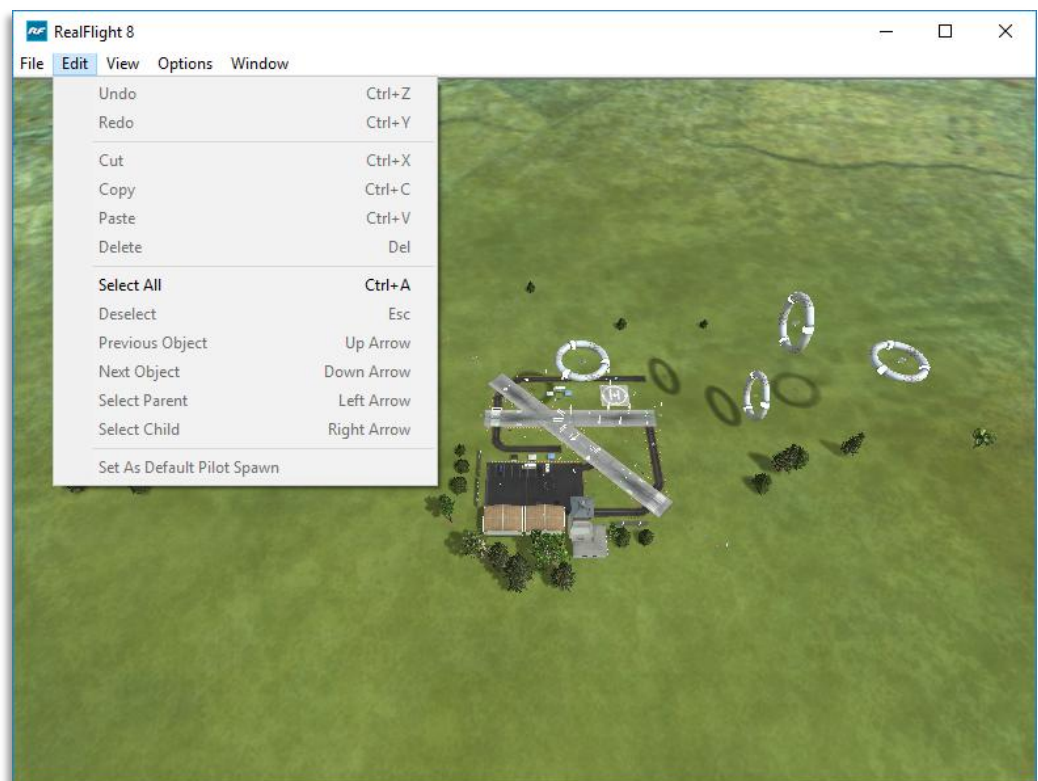 RF RealFlight 8
File Edit View Options Window
Undo Ctrl+Z
Redo Ctrl+Y
Cut Ctrl+X
Copy Ctrl+C
Paste Ctrl+V
Delete Del
Select All Ctrl+A
Deselect Esc
Previous Object Up Arrow
Next Object Down Arrow
Select Parent Left Arrow
Select Child Right Arrow
Set As Default Pilot Spawn
H